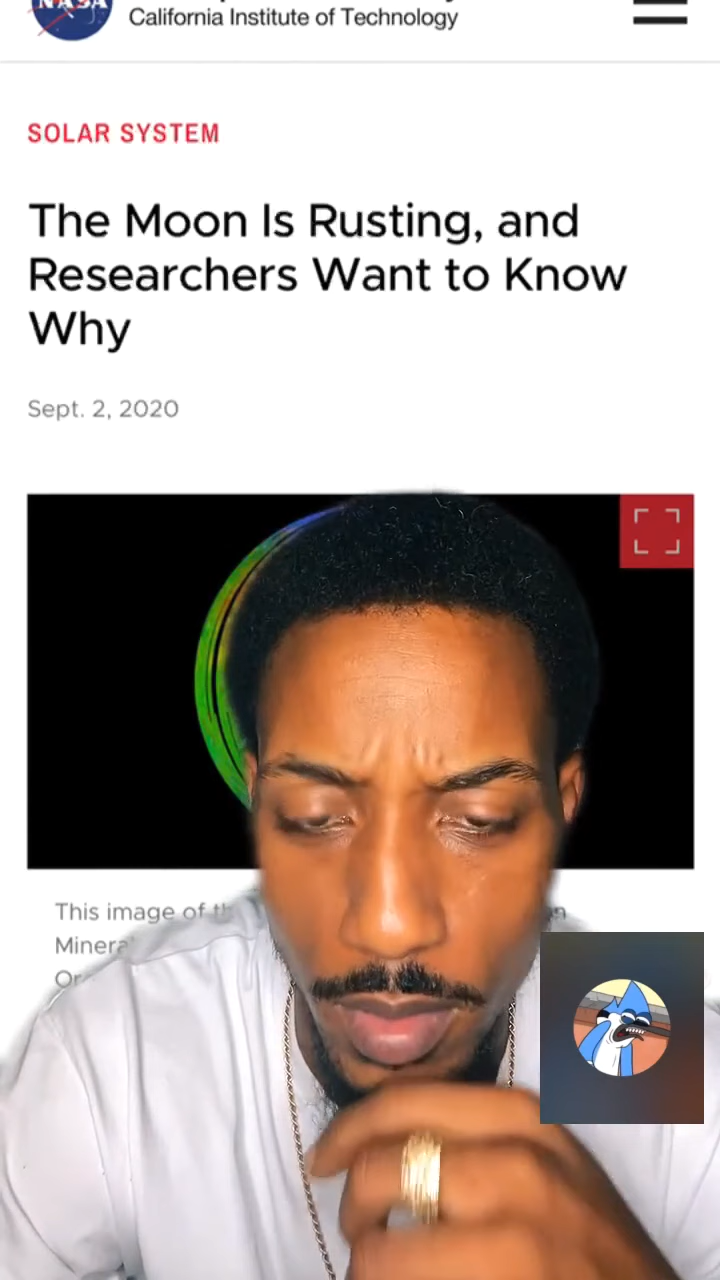 NASA
California Institute of Technology
SOLAR SYSTEM
The Moon Is Rusting, and
Researchers Want to Know
Why
Sept. 2, 2020
This image of